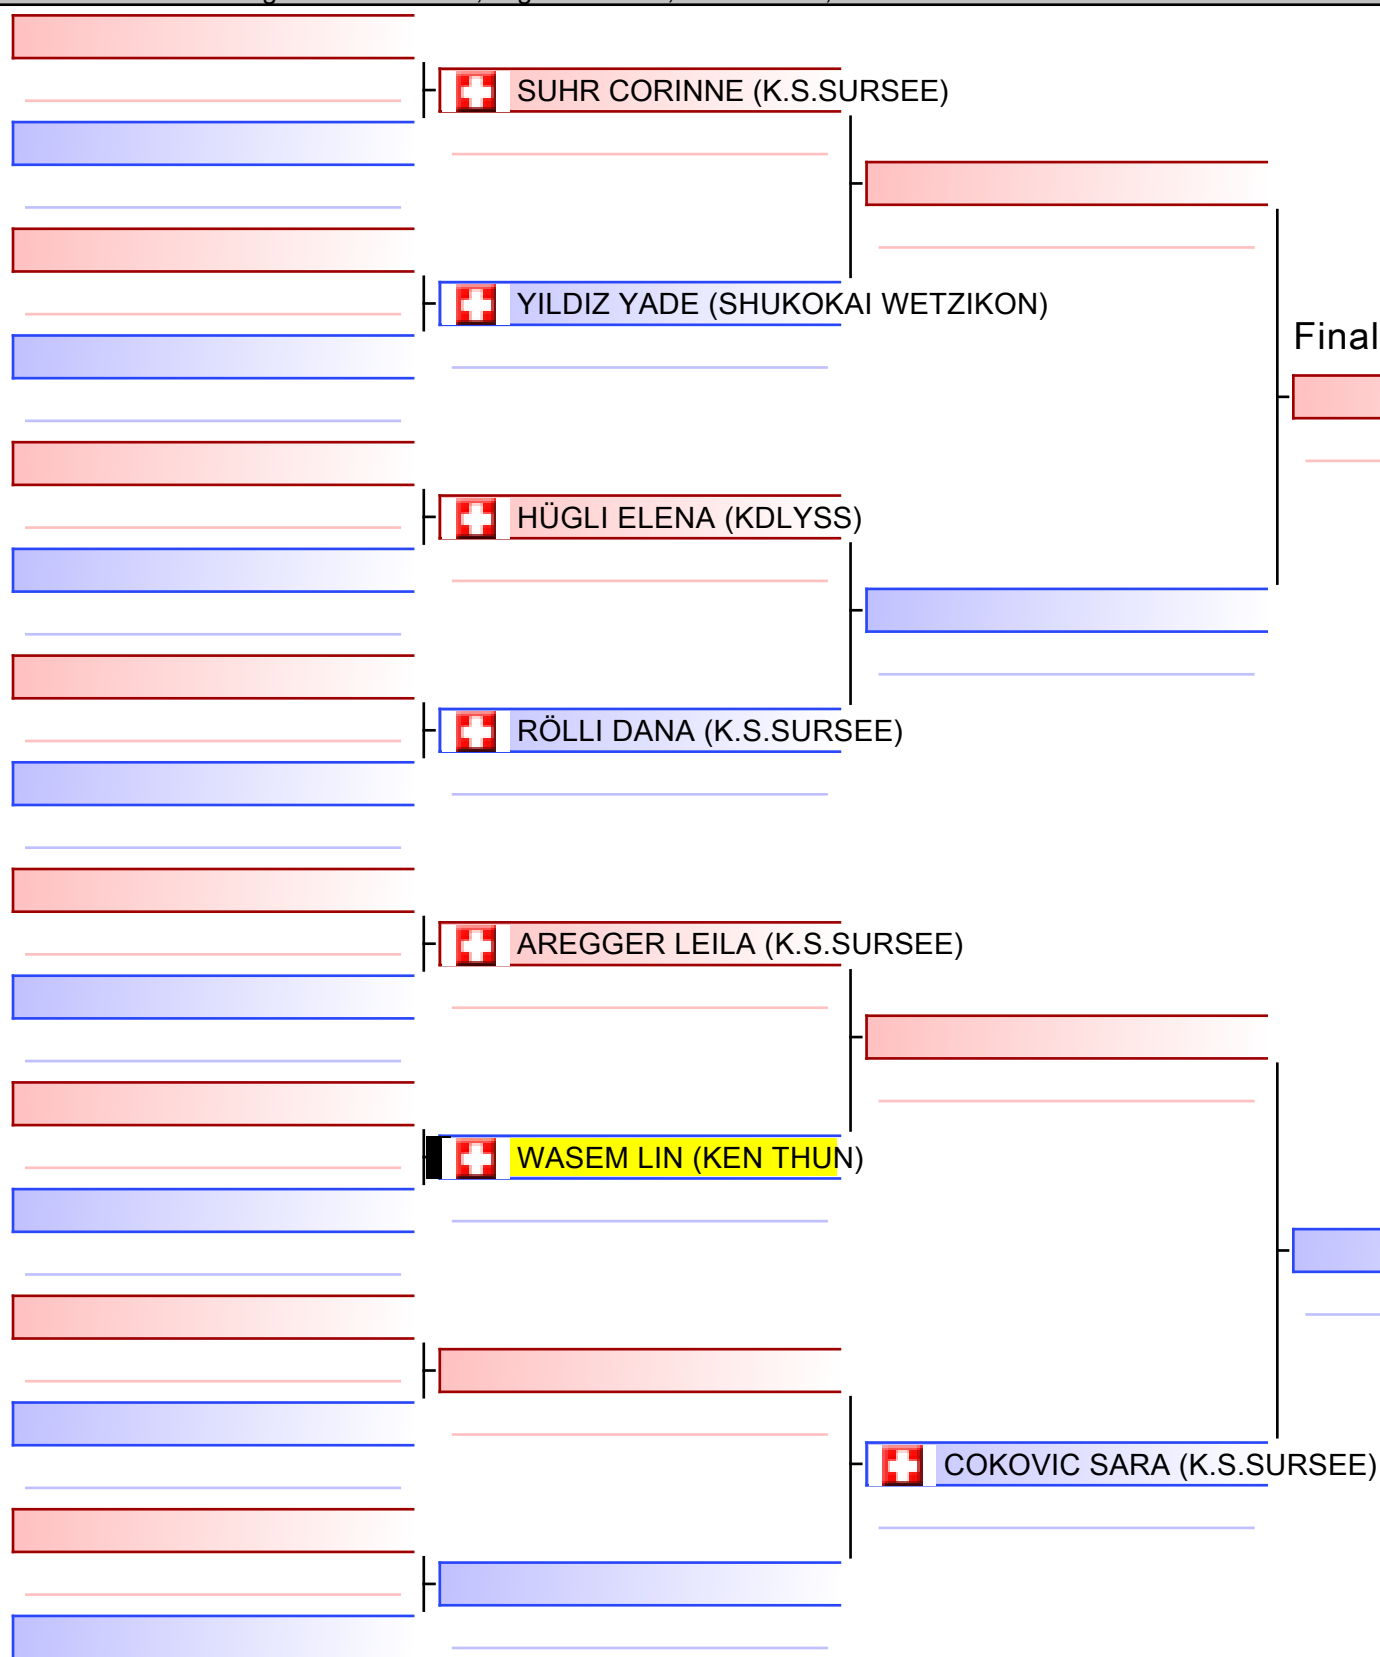 SUHR CORINNE (K.S.SURSEE)
YILDIZ YADE (SHUKOKAI WETZIKON)
Final
HÜGLI ELENA (KDLYSS)
RÖLLI DANA (K.S.SURSEE)
AREGGER LEILA (K.S.SURSEE)
WASEM LIN (KEN THUN)
COKOVIC SARA (K.S.SURSEE)